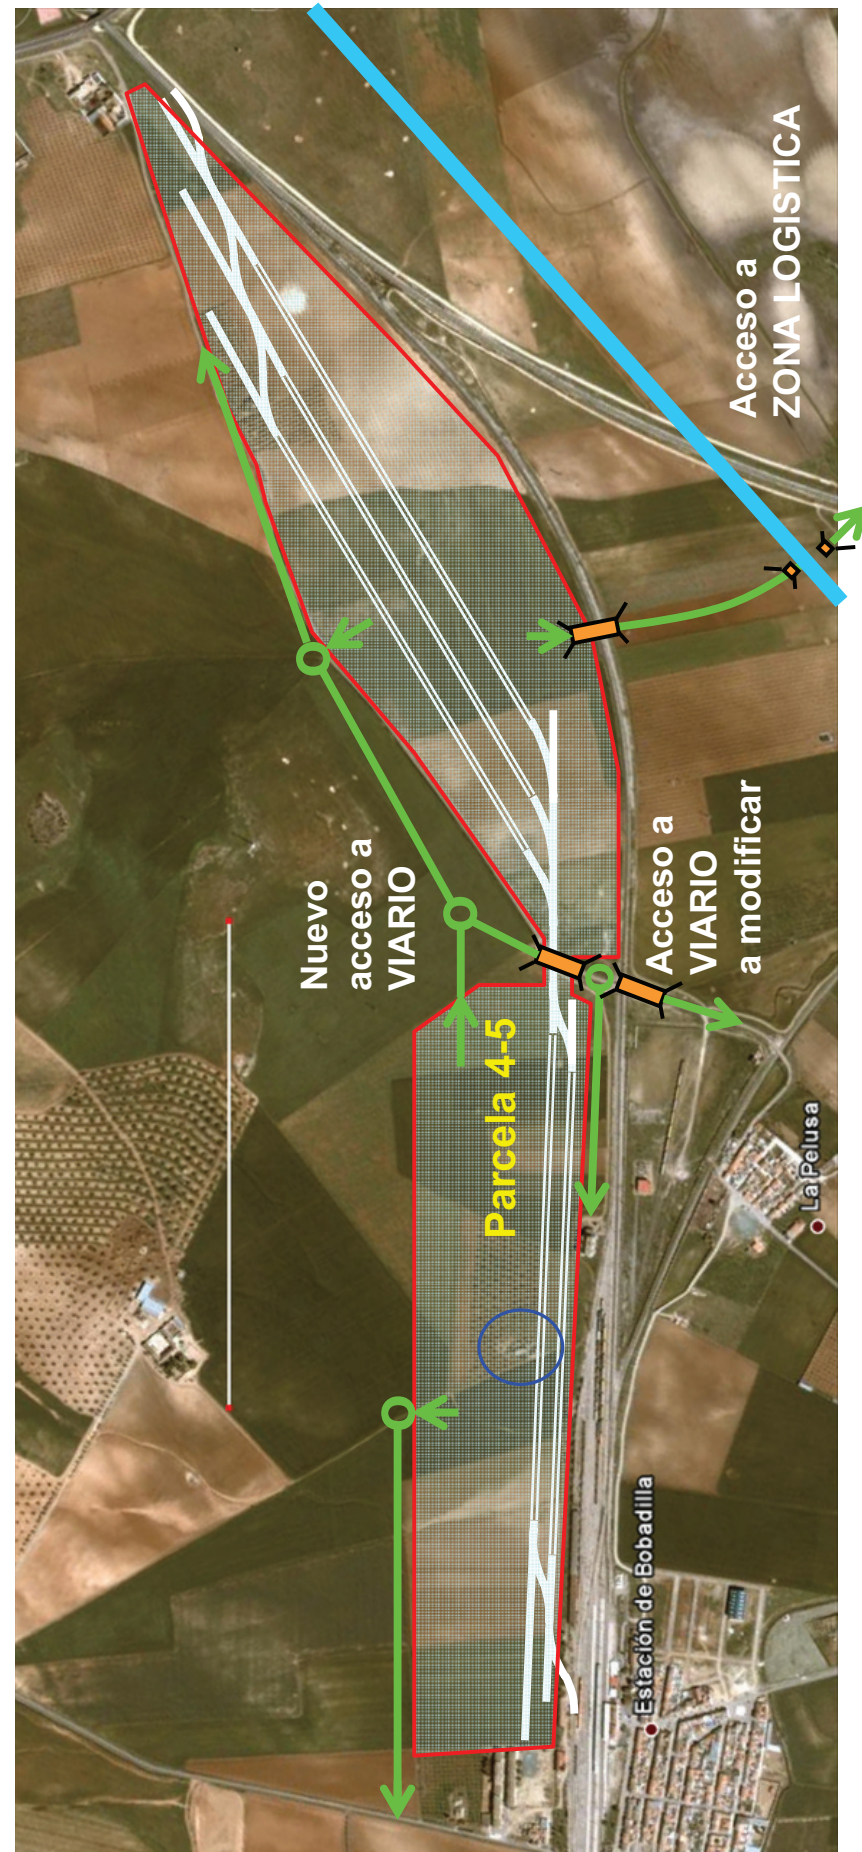 Acceso a
ZONA LOGISTICA
Nuevo
acceso a
VIARIO
Acceso a
VIARIO
a modificar
Parcela 4-5
La Pelusa
Estación de Bobadilla